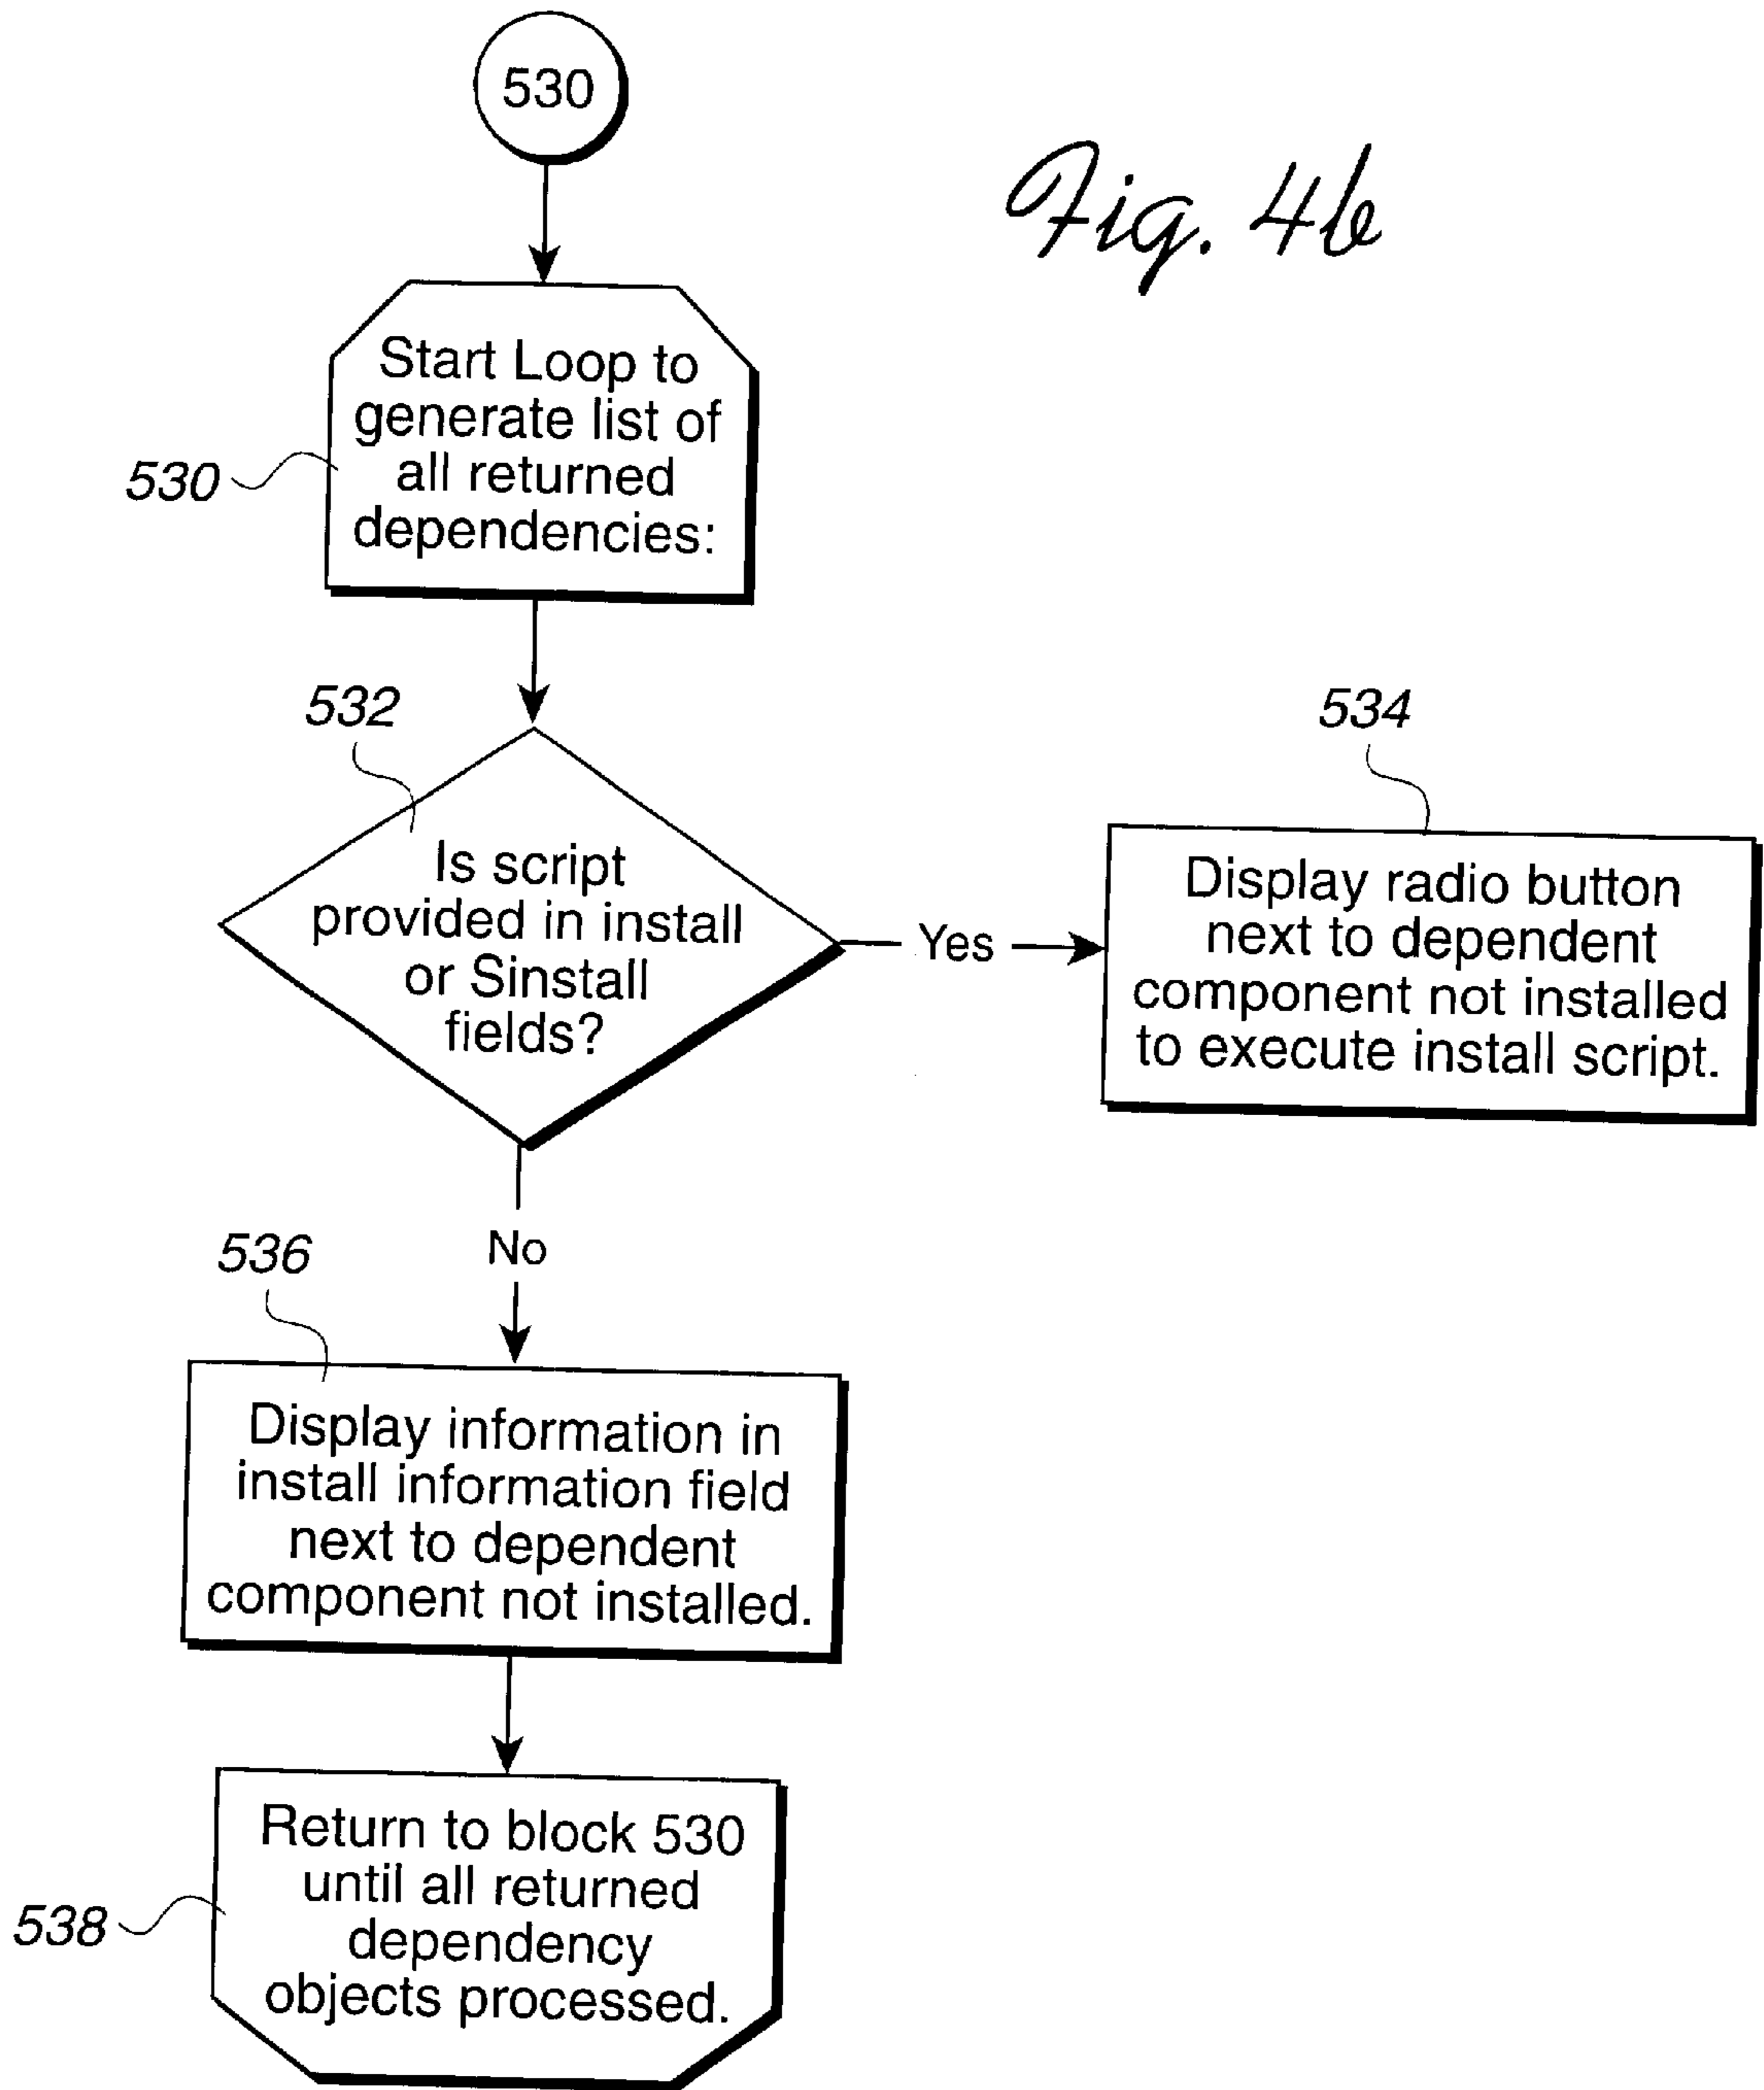 530
Fig. 4b
Start Loop to
generate list of
all returned
dependencies:
530
532
Is script
provided in install
or Sinstall
fields?
Yes
534
Display radio button
next to dependent
component not installed
to execute install script.
No
536
Display information in
install information field
next to dependent
component not installed.
Return to block 530
until all returned
dependency
objects processed.
538